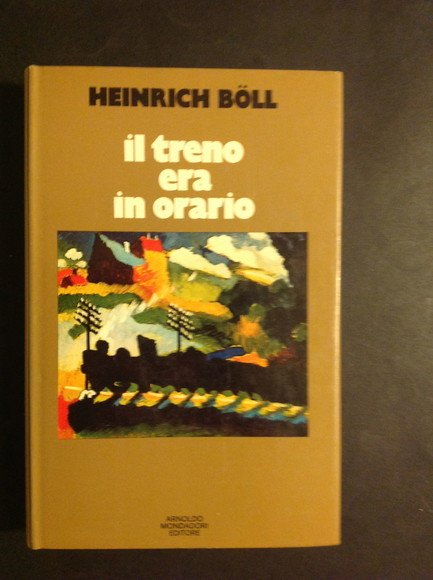 HEINRICH BÖLL
il treno
era
in orario
ARNOLDO
MONDADORI
EDITORE